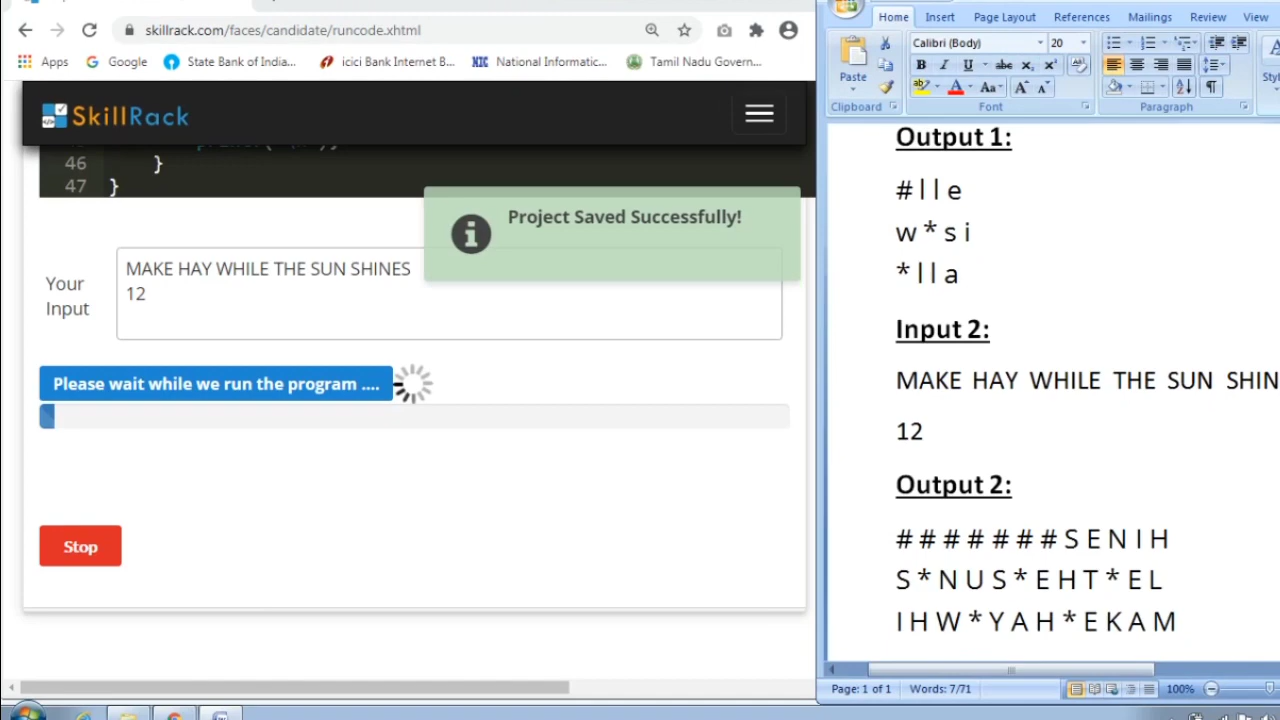 skillrack.com/faces/candidate/runcode.xhtml
Apps Google State Bank of India... icici Bank Internet B... NIC National Informatic... Tamil Nadu Govern...
SkillRack
46 }
47 }
Project Saved Successfully!
Your Input
MAKE HAY WHILE THE SUN SHINES
12
Please wait while we run the program ....
Stop
Home Insert Page Layout References Mailings Review View
Calibri (Body) 20
Paste
Clipboard Font Paragraph
Output 1:
# l l e
w * s i
* l l a
Input 2:
MAKE HAY WHILE THE SUN SHIN
12
Output 2:
# # # # # # # S E N I H
S * N U S * E H T * E L
I H W * Y A H * E K A M
Page: 1 of 1 Words: 7/71 100%